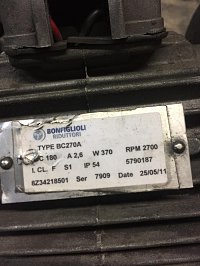 BONFIGLIOLI
RIDUTTORI
TYPE BC270A
C 180 A 2,6 W 370 RPM 2700
I. CL. F S1 IP 54 5790187
6Z34218501 Ser 7909 Date 25/05/11